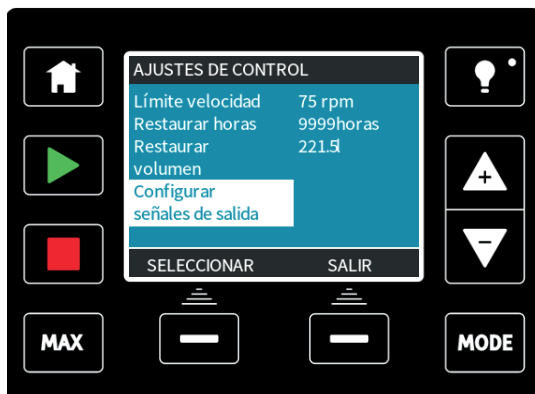 AJUSTES DE CONTROL
Límite velocidad 75 rpm
Restaurar horas 9999horas
Restaurar 221.5l
volumen
Configurar
señales de salida
SELECCIONAR SALIR
+
-
MAX
MODE